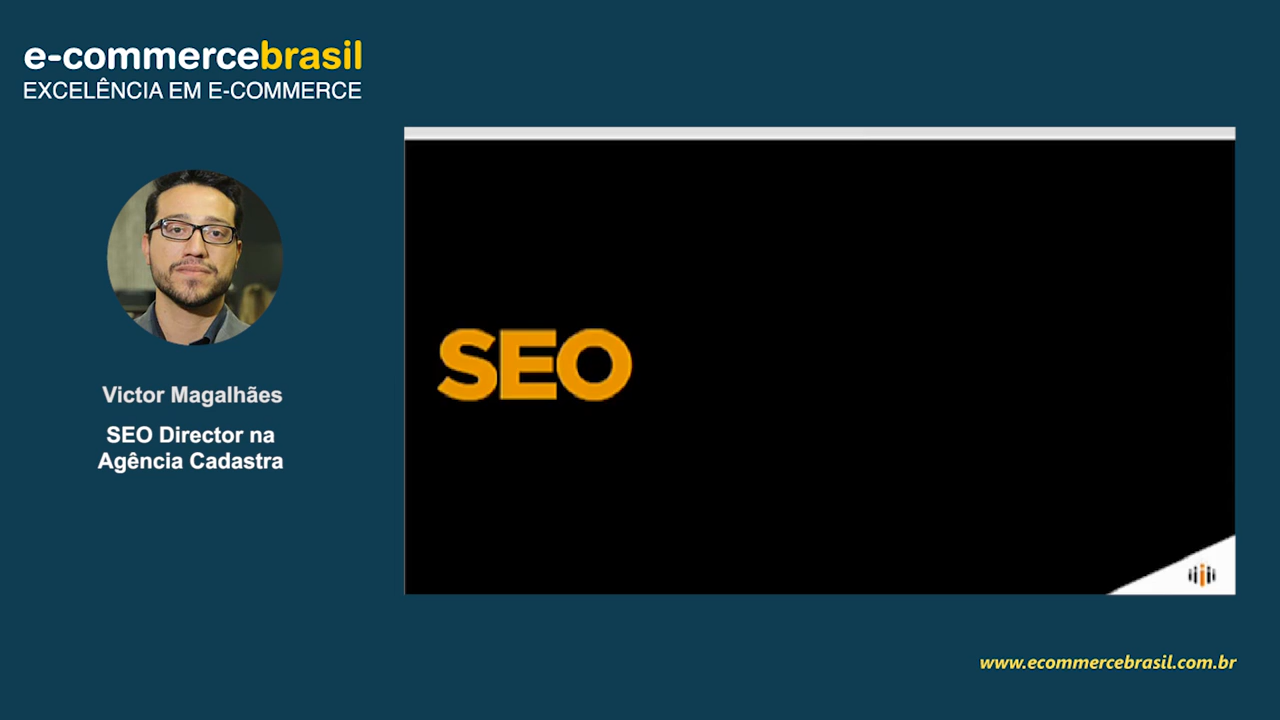 e-commercebrasil
EXCELÊNCIA EM E-COMMERCE
Victor Magalhães
SEO Director na
Agência Cadastra
SEO
www.ecommercebrasil.com.br